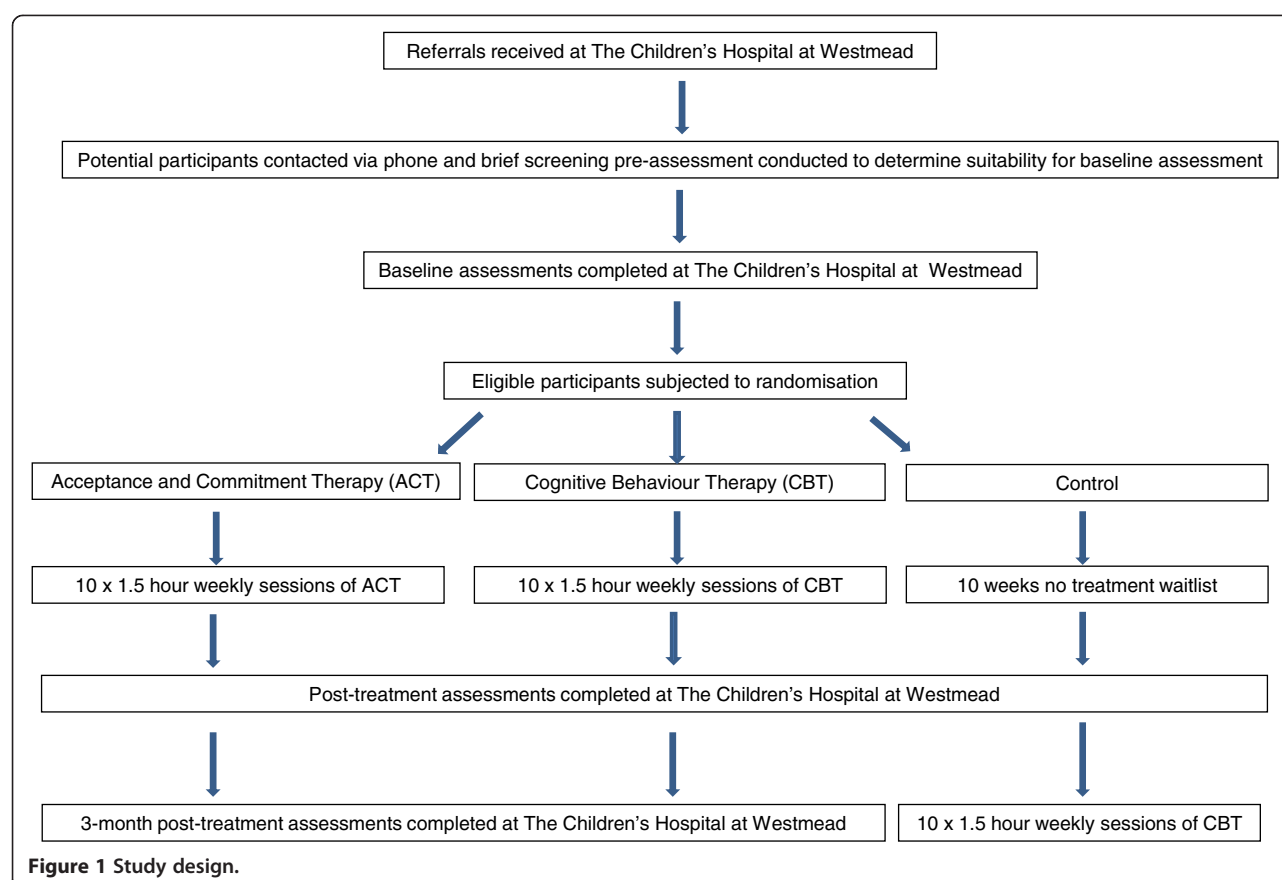 Referrals received at The Children's Hospital at Westmead
Potential participants contacted via phone and brief screening pre-assessment conducted to determine suitability for baseline assessment
Baseline assessments completed at The Children's Hospital at Westmead
Eligible participants subjected to randomisation
Acceptance and Commitment Therapy (ACT)
Cognitive Behaviour Therapy (CBT)
Control
10 x 1.5 hour weekly sessions of ACT
10 x 1.5 hour weekly sessions of CBT
10 weeks no treatment waitlist
Post-treatment assessments completed at The Children's Hospital at Westmead
3-month post-treatment assessments completed at The Children's Hospital at Westmead
10 x 1.5 hour weekly sessions of CBT
Figure 1 Study design.